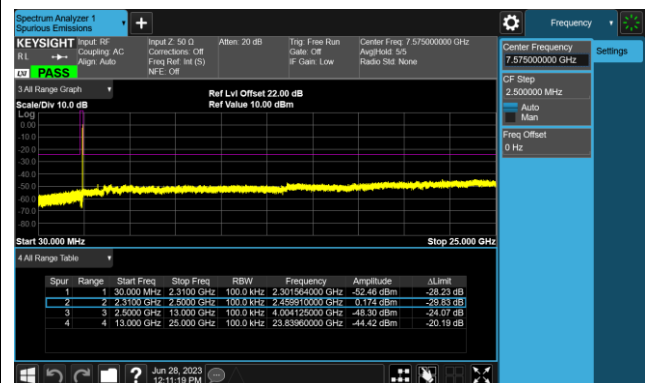 Spectrum Analyzer 1
Spurious Emissions
+
Frequency
KEYSIGHT
R L
LXI
PASS
Input: RF
Coupling: AC
Align: Auto
Input Z: 50 Ω
Corrections: Off
Freq Ref: Int (S)
NFE: Off
Atten: 20 dB
Trig: Free Run
Gate: Off
IF Gain: Low
Center Freq: 7.575000000 GHz
Avg|Hold: 5/5
Radio Std: None
Center Frequency
7.575000000 GHz
Settings
CF Step
2.500000 MHz
Auto
Man
Freq Offset
0 Hz
3 All Range Graph
Scale/Div 10.0 dB
Ref Lvl Offset 22.00 dB
Ref Value 10.00 dBm
Log
0.00
-10.0
-20.0
-30.0
-40.0
-50.0
-60.0
-70.0
-80.0
Start 30.000 MHz
Stop 25.000 GHz
4 All Range Table
Spur Range Start Freq Stop Freq RBW Frequency Amplitude ΔLimit
1 1 30.000 MHz 2.3100 GHz 100.0 kHz 2.301564000 GHz -52.46 dBm -28.23 dB
2 2 2.3100 GHz 2.5000 GHz 100.0 kHz 2.459910000 GHz 0.174 dBm -29.83 dB
3 3 2.5000 GHz 13.000 GHz 100.0 kHz 4.004125000 GHz -48.30 dBm -24.07 dB
4 4 13.000 GHz 25.000 GHz 100.0 kHz 23.83960000 GHz -44.42 dBm -20.19 dB
?
Jun 28, 2023
12:11:19 PM